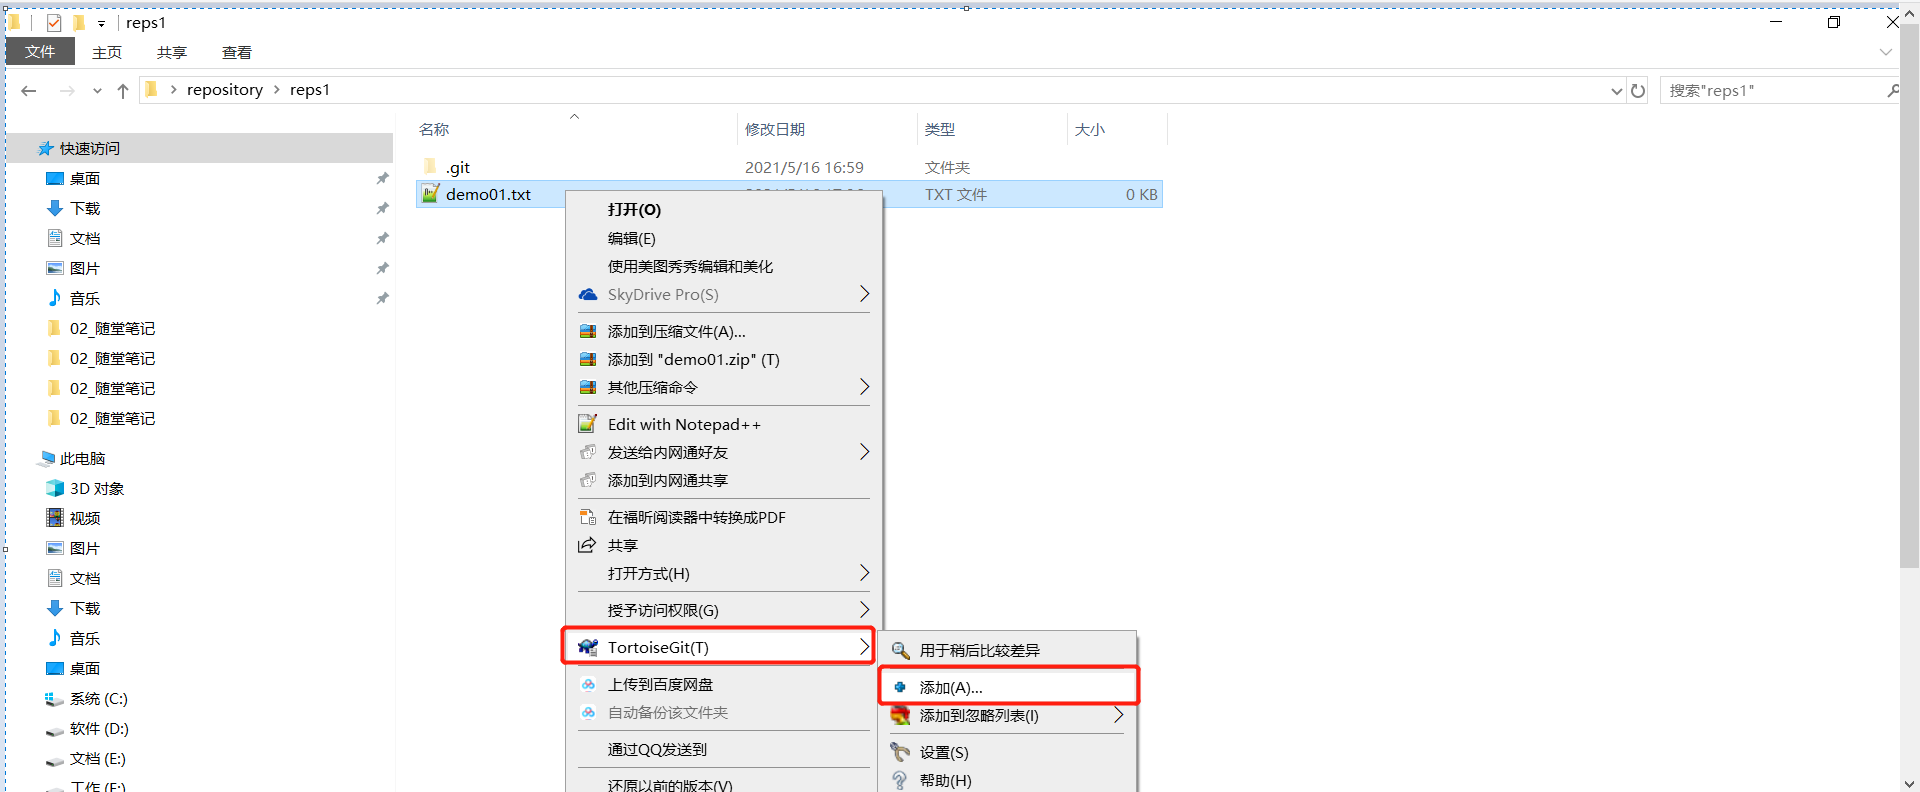 reps1
文件 主页 共享 查看
repository reps1 搜索"reps1"
名称 修改日期 类型 大小
.git 2021/5/16 16:59 文件夹
demo01.txt TXT 文件 0 KB
快速访问
桌面
下载
文档
图片
音乐
02_随堂笔记
02_随堂笔记
02_随堂笔记
02_随堂笔记
此电脑
3D 对象
视频
图片
文档
下载
音乐
桌面
系统 (C:)
软件 (D:)
文档 (E:)
工作 (F:)
打开(O)
编辑(E)
使用美图秀秀编辑和美化
SkyDrive Pro(S)
添加到压缩文件(A)...
添加到 "demo01.zip" (T)
其他压缩命令
Edit with Notepad++
发送给内网通好友
添加到内网通共享
在福昕阅读器中转换成PDF
共享
打开方式(H)
授予访问权限(G)
TortoiseGit(T)
上传到百度网盘
自动备份该文件夹
通过QQ发送到
还原以前的版本(V)
用于稍后比较差异
添加(A)...
添加到忽略列表(I)
设置(S)
帮助(H)